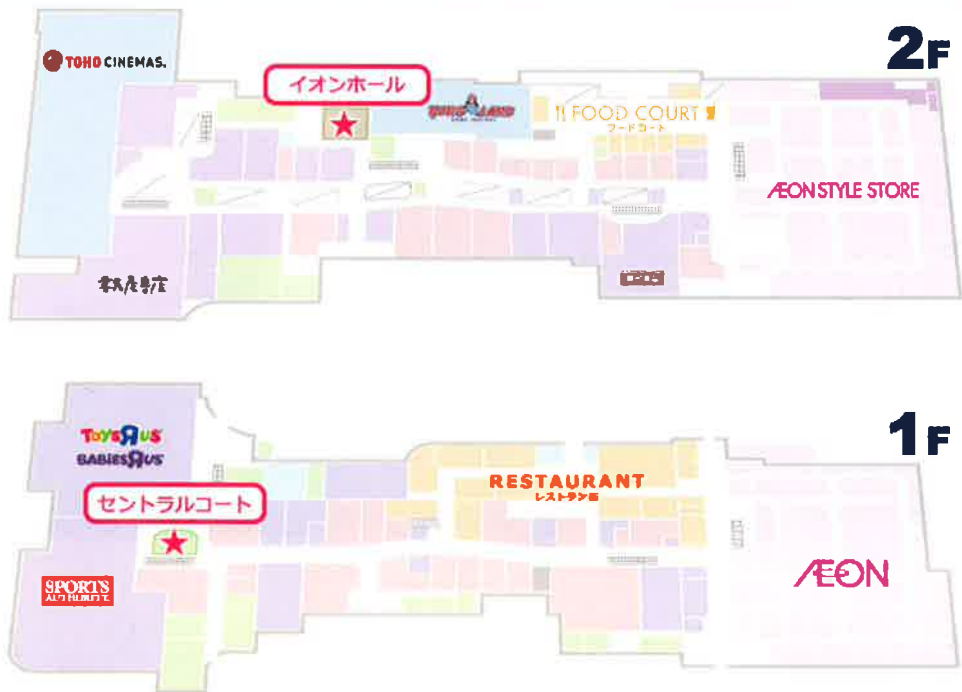 2F
TOHO CINEMAS.
イオンホール
FOOD COURT
フードコート
ÆON STYLE STORE
1F
TOYS"R"US
BABIES"R"US
セントラルコート
RESTAURANT
レストラン街
SPORTS
AUTHORITY
ÆON